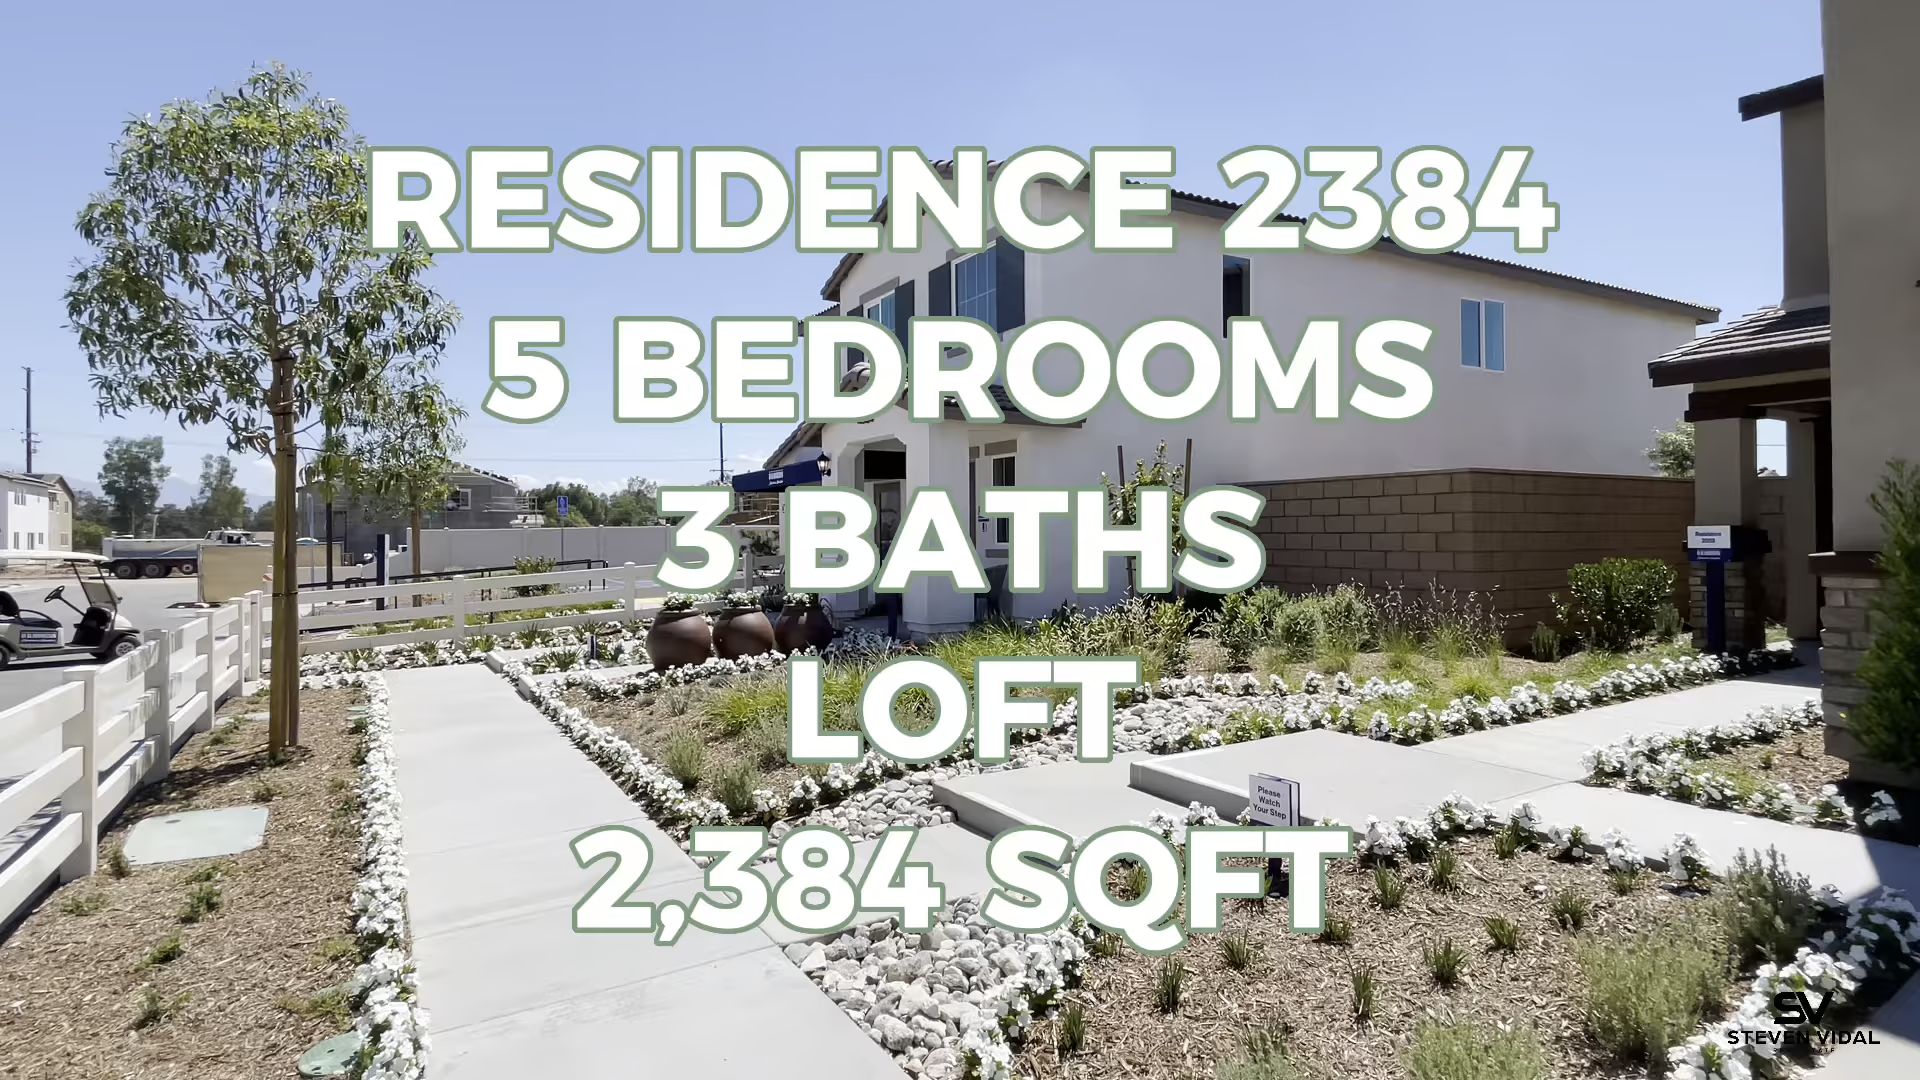 RESIDENCE 2384
5 BEDROOMS
3 BATHS
LOFT
2,384 SQFT
Please
Watch
Your Step
SV
STEVEN VIDAL